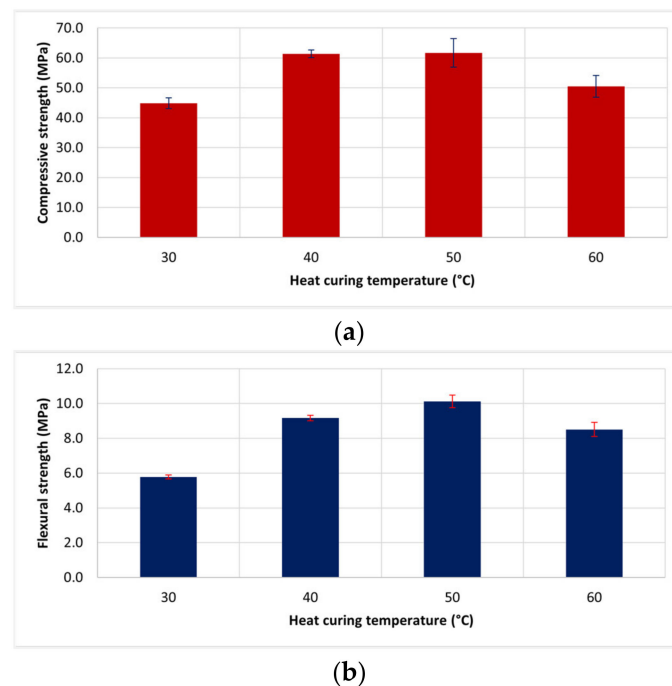 70.0
60.0
50.0
40.0
30.0
20.0
10.0
0.0
Compressive strength (MPa)
30 40 50 60
Heat curing temperature (°C)
(a)
12.0
10.0
8.0
6.0
4.0
2.0
0.0
Flexural strength (MPa)
30 40 50 60
Heat curing temperature (°C)
(b)